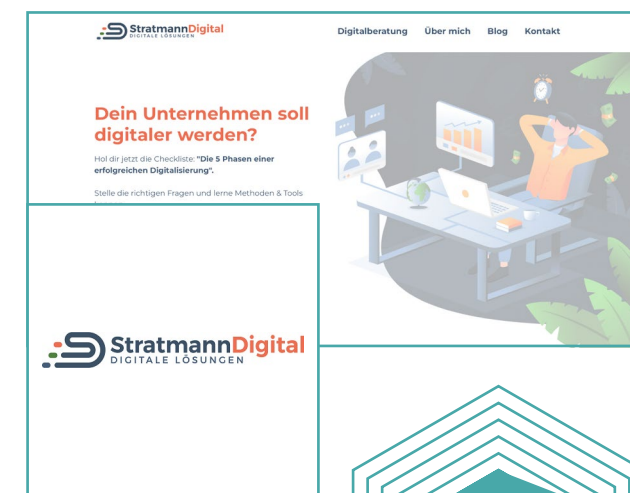 StratmannDigital
DIGITALE LÖSUNGEN
Digitalberatung Über mich Blog Kontakt
Dein Unternehmen soll
digitaler werden?
Hol dir jetzt die Checkliste: "Die 5 Phasen einer
erfolgreichen Digitalisierung".
Stelle die richtigen Fragen und lerne Methoden & Tools
StratmannDigital
DIGITALE LÖSUNGEN